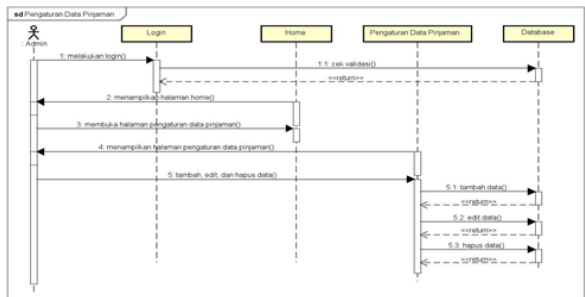 sd Pengaturan Data Pinjaman
Login
Home
Pengaturan Data Pinjaman
Database
: Admin
1: melakukan login()
1.1: cek validasi()
<<return>>
2: menampilkan halaman home()
3: membuka halaman pengaturan data pinjaman()
4: menampilkan halaman pengaturan data pinjaman()
5: tambah, edit, dan hapus data()
5.1: tambah data()
<<return>>
5.2: edit data()
<<return>>
5.3: hapus data()
<<return>>